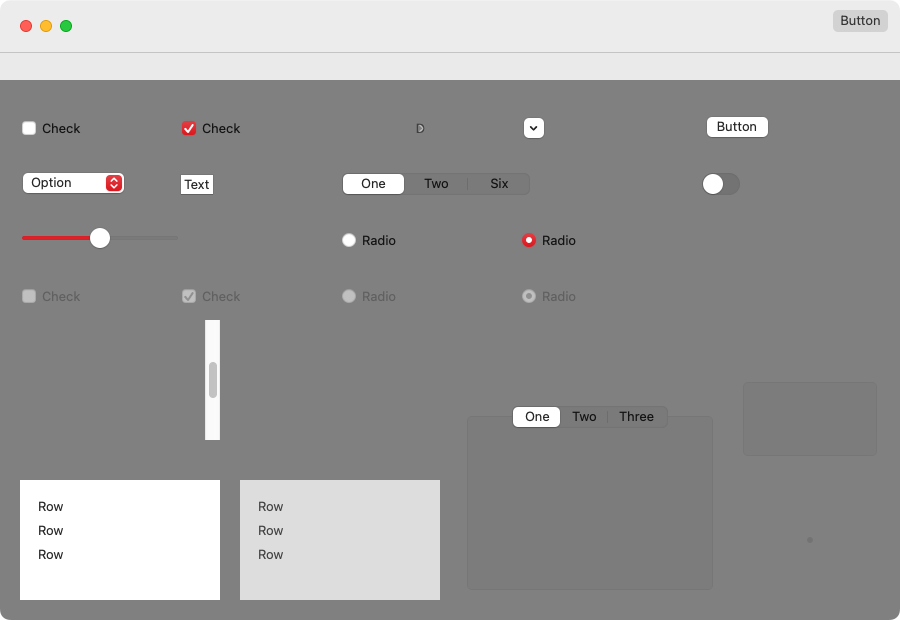 Button
Check Check D Button
Option Text One Two Six
Radio Radio
Check Check Radio Radio
One Two Three
Row Row
Row Row
Row Row